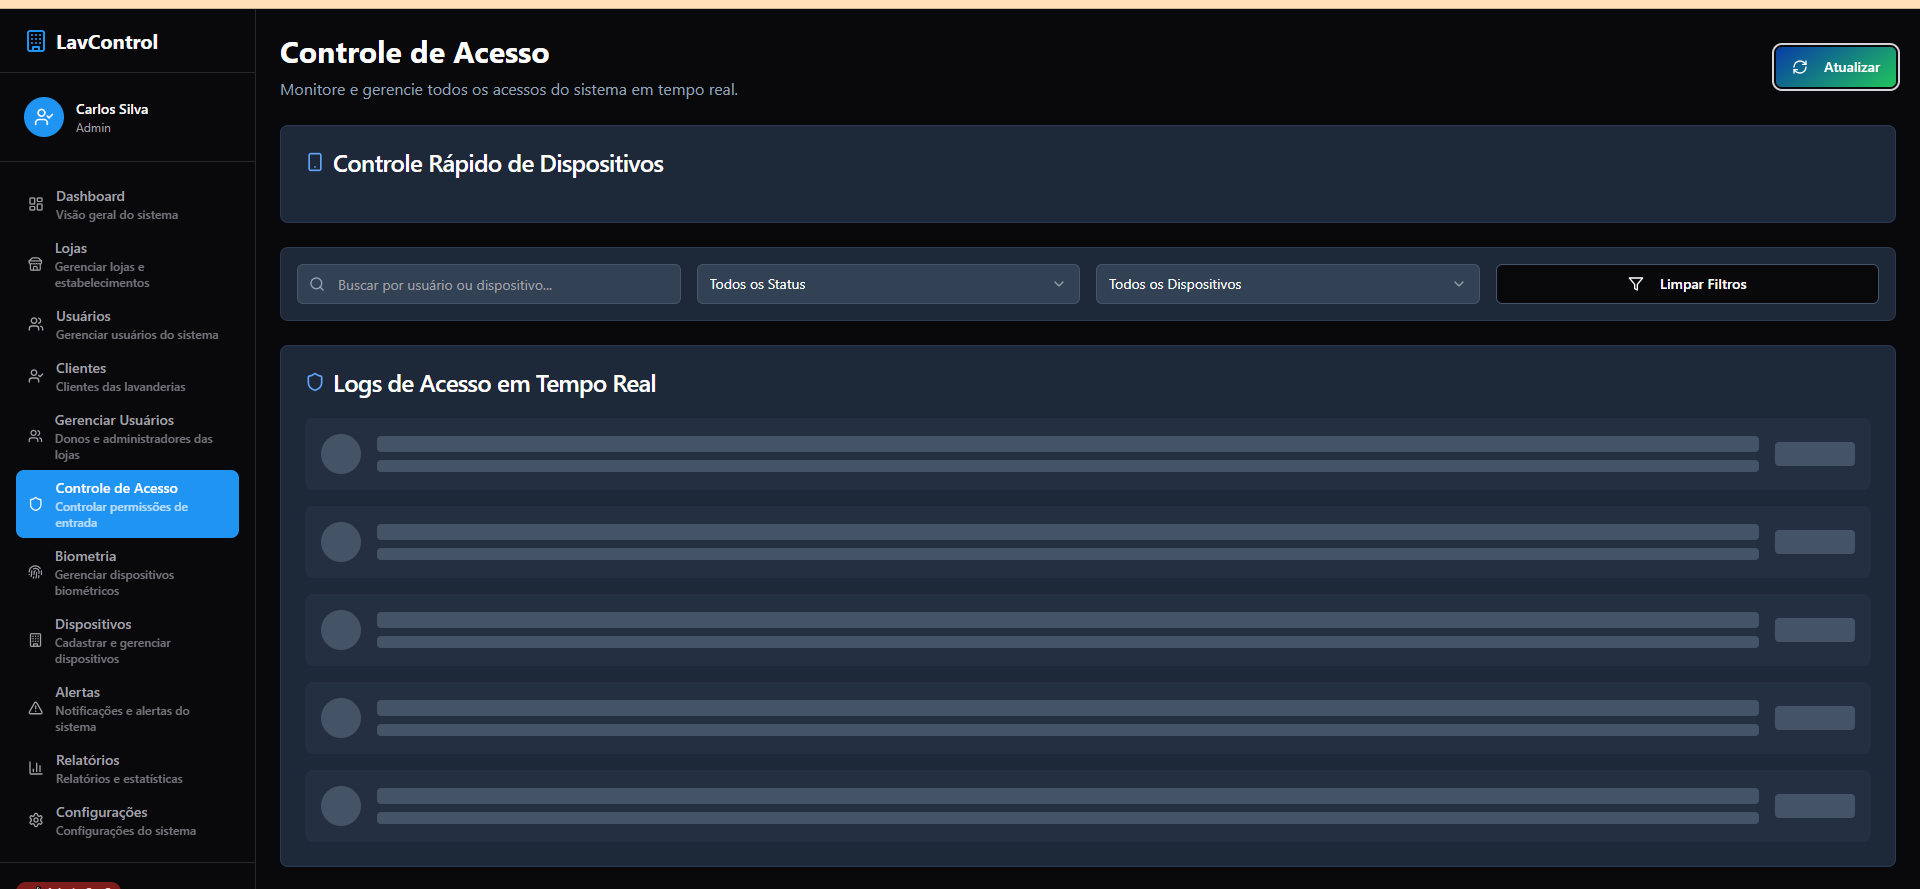 LavControl
Carlos Silva
Admin
Dashboard
Visão geral do sistema
Lojas
Gerenciar lojas e
estabelecimentos
Usuários
Gerenciar usuários do sistema
Clientes
Clientes das lavanderias
Gerenciar Usuários
Donos e administradores das
lojas
Controle de Acesso
Controlar permissões de
entrada
Biometria
Gerenciar dispositivos
biométricos
Dispositivos
Cadastrar e gerenciar
dispositivos
Alertas
Notificações e alertas do
sistema
Relatórios
Relatórios e estatísticas
Configurações
Configurações do sistema
Controle de Acesso
Monitore e gerencie todos os acessos do sistema em tempo real.
Atualizar
Controle Rápido de Dispositivos
Buscar por usuário ou dispositivo...
Todos os Status
Todos os Dispositivos
Limpar Filtros
Logs de Acesso em Tempo Real